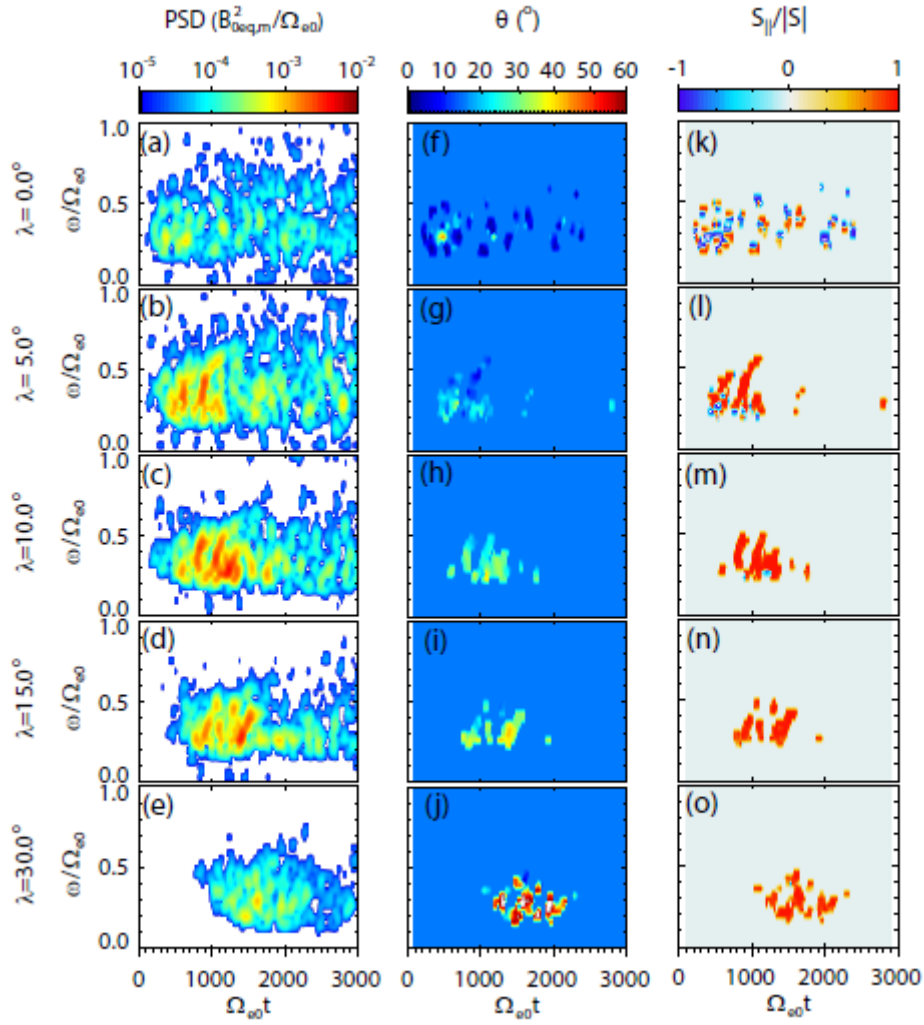 PSD (B²₀eq,m/Ωe0) θ (°) S||/|S|
10⁻⁵ 10⁻⁴ 10⁻³ 10⁻² 0 10 20 30 40 50 60 -1 0 1
λ= 0.0° ω/Ωe0 1.0 0.5 0.0 (a) (f) (k)
λ= 5.0° ω/Ωe0 1.0 0.5 0.0 (b) (g) (l)
λ=10.0° ω/Ωe0 1.0 0.5 0.0 (c) (h) (m)
λ=15.0° ω/Ωe0 1.0 0.5 0.0 (d) (i) (n)
λ=30.0° ω/Ωe0 1.0 0.5 0.0 (e) (j) (o)
0 1000 2000 3000 0 1000 2000 3000 0 1000 2000 3000
Ωe0t Ωe0t Ωe0t